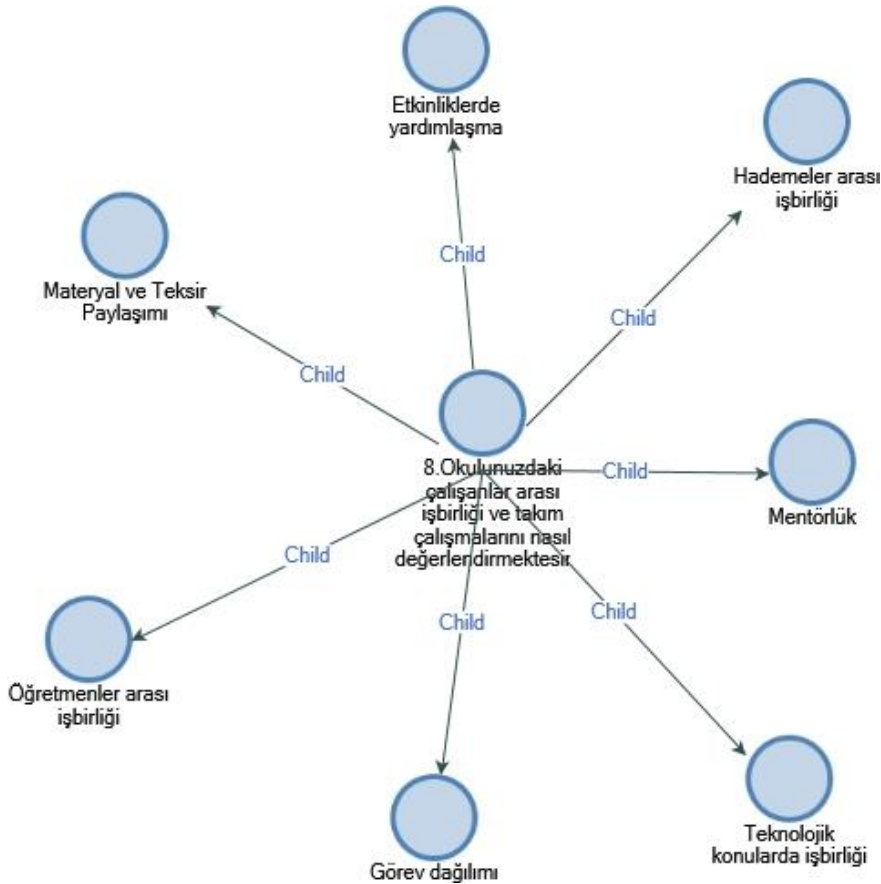 Etkinliklerde
yardımlaşma
Hademeler arası
işbirliği
Child
Materyal ve Teksir
Paylaşımı
Child
Child
8.Okulunuzdaki
çalışanlar arası
işbirliği ve takım
çalışmalarını nasıl
değerlendirmektesir
Child
Mentörlük
Child
Child
Child
Öğretmenler arası
işbirliği
Teknolojik
konularda işbirliği
Görev dağılımı